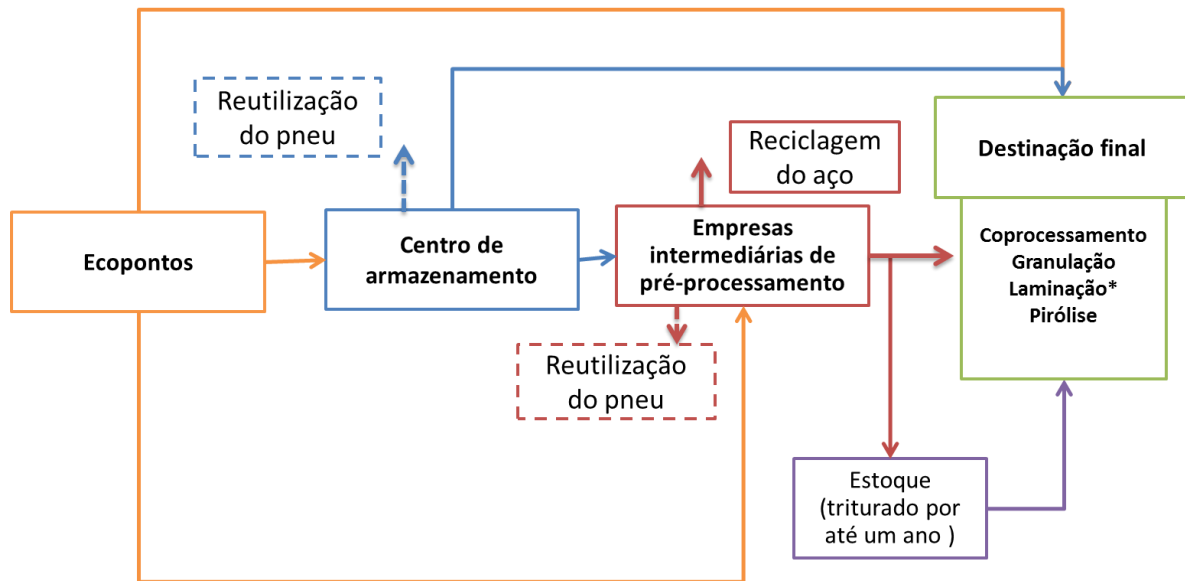 Reutilização
do pneu
Reciclagem
do aço
Destinação final
Ecopontos
Centro de
armazenamento
Empresas
intermediárias de
pré-processamento
Coprocessamento
Granulação
Laminação*
Pirólise
Reutilização
do pneu
Estoque
(triturado por
até um ano )